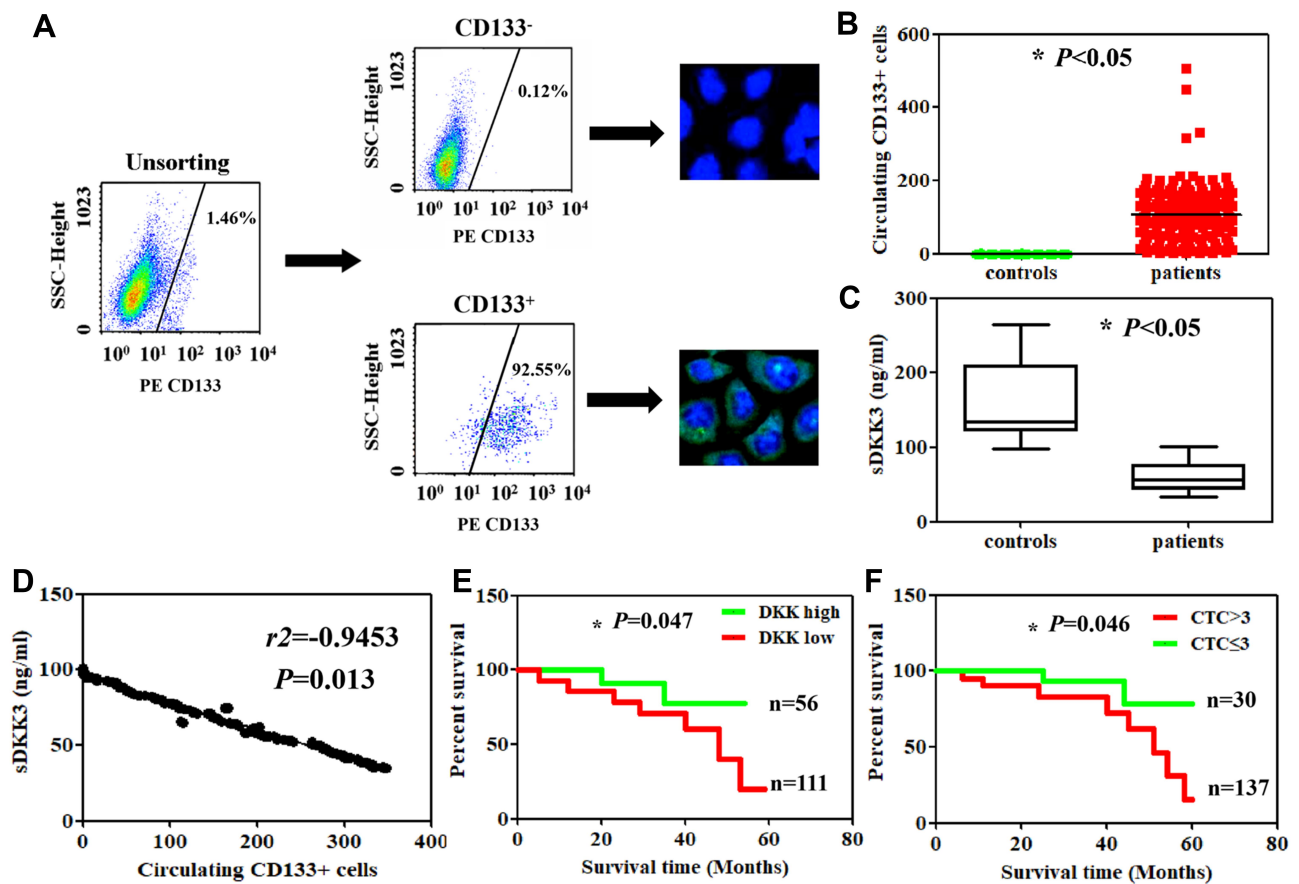 A
Unsorting
SSC-Height
1023
0
1.46%
10⁰ 10¹ 10² 10³ 10⁴
PE CD133
CD133⁻
SSC-Height
1023
0
0.12%
10⁰ 10¹ 10² 10³ 10⁴
PE CD133
CD133⁺
SSC-Height
1023
0
92.55%
10⁰ 10¹ 10² 10³ 10⁴
PE CD133
B
Circulating CD133+ cells
600
400
200
0
* P<0.05
controls patients
C
sDKK3 (ng/ml)
300
200
100
0
* P<0.05
controls patients
D
sDKK3 (ng/ml)
150
100
50
0
r2=-0.9453
P=0.013
0 100 200 300 400
Circulating CD133+ cells
E
Percent survival
150
100
50
0
* P=0.047
DKK high
DKK low
n=56
n=111
0 20 40 60 80
Survival time (Months)
F
Percent survival
150
100
50
0
* P=0.046
CTC>3
CTC≤3
n=30
n=137
0 20 40 60 80
Survival time (Months)